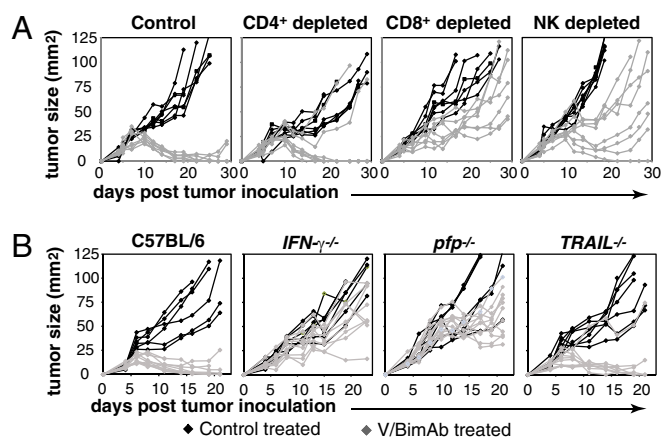 A
Control
CD4+ depleted
CD8+ depleted
NK depleted
tumor size (mm2)
125
100
75
50
25
0
0 10 20 30
0 10 20 30
0 10 20 30
0 10 20 30
days post tumor inoculation
B
C57BL/6
IFN-γ-/-
pfp-/-
TRAIL-/-
tumor size (mm2)
125
100
75
50
25
0
0 5 10 15 20
0 5 10 15 20
0 5 10 15 20
0 5 10 15 20
days post tumor inoculation
Control treated
V/BimAb treated